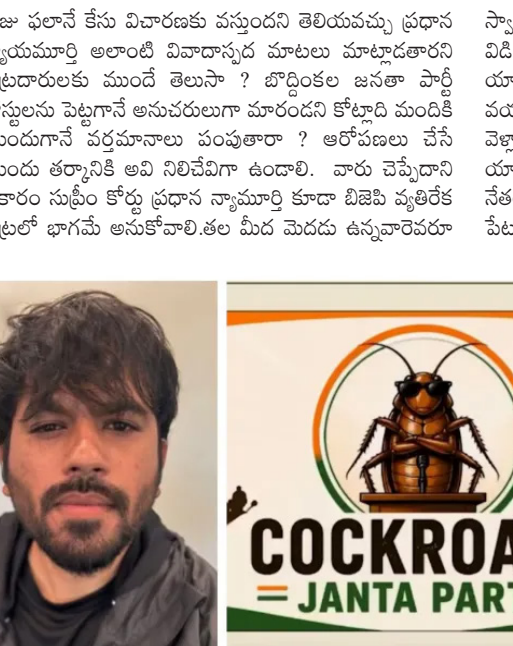 జు ఫలానే కేసు విచారణకు వస్తుందని తెలియవచ్చు ప్రధాన
యమూర్తి అలాంటి వివాదాస్పద మాటలు మాట్లాడతారని
ట్రదారులకు ముందే తెలుసా ? బొద్దింకల జనతా పార్టీ
స్టులను పెట్టగానే అనుచరులుగా మారండని కోట్లాది మందికి
ుందుగానే వర్తమానాలు పంపుతారా ? ఆరోపణలు చేసే
ుందు తర్కానికి అవి నిలిచేవిగా ఉండాలి. వారు చెప్పేదాని
కారం సుప్రీం కోర్టు ప్రధాన న్యామూర్తి కూడా బిజెపి వ్యతిరేక
ట్రలో భాగమే అనుకోవాలి.తల మీద మెదడు ఉన్నవారెవరూ
స్వా
విడి
యా
వయ
వెళ్లా
యా
నేత
పేట
COCKROA
JANTA PART